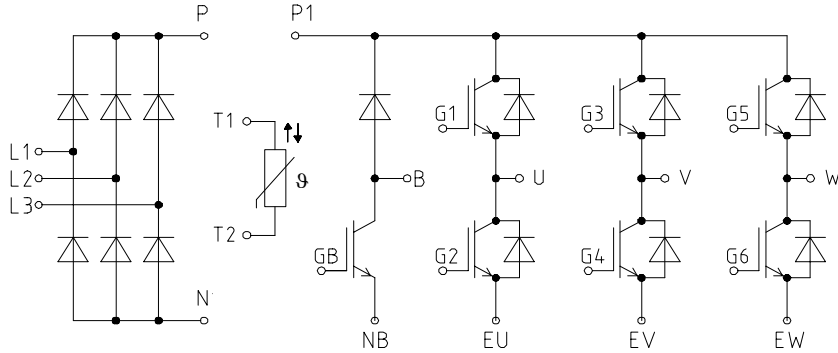 P P1
T1
G1 G3 G5
L1
L2
L3
B U V W
ϑ
T2
GB G2 G4 G6
N
NB EU EV EW